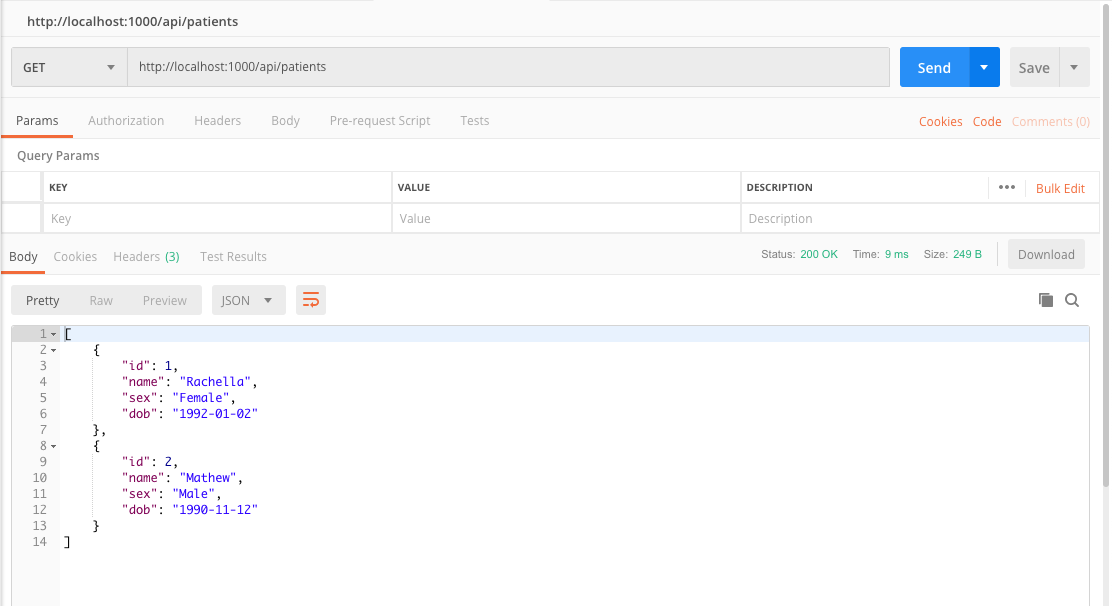 http://localhost:1000/api/patients
GET http://localhost:1000/api/patients Send Save
Params Authorization Headers Body Pre-request Script Tests Cookies Code Comments (0)
Query Params
KEY VALUE DESCRIPTION ••• Bulk Edit
Key Value Description
Body Cookies Headers (3) Test Results Status: 200 OK Time: 9 ms Size: 249 B Download
Pretty Raw Preview JSON
1 [
2 {
3 "id": 1,
4 "name": "Rachella",
5 "sex": "Female",
6 "dob": "1992-01-02"
7 },
8 {
9 "id": 2,
10 "name": "Mathew",
11 "sex": "Male",
12 "dob": "1990-11-12"
13 }
14 ]